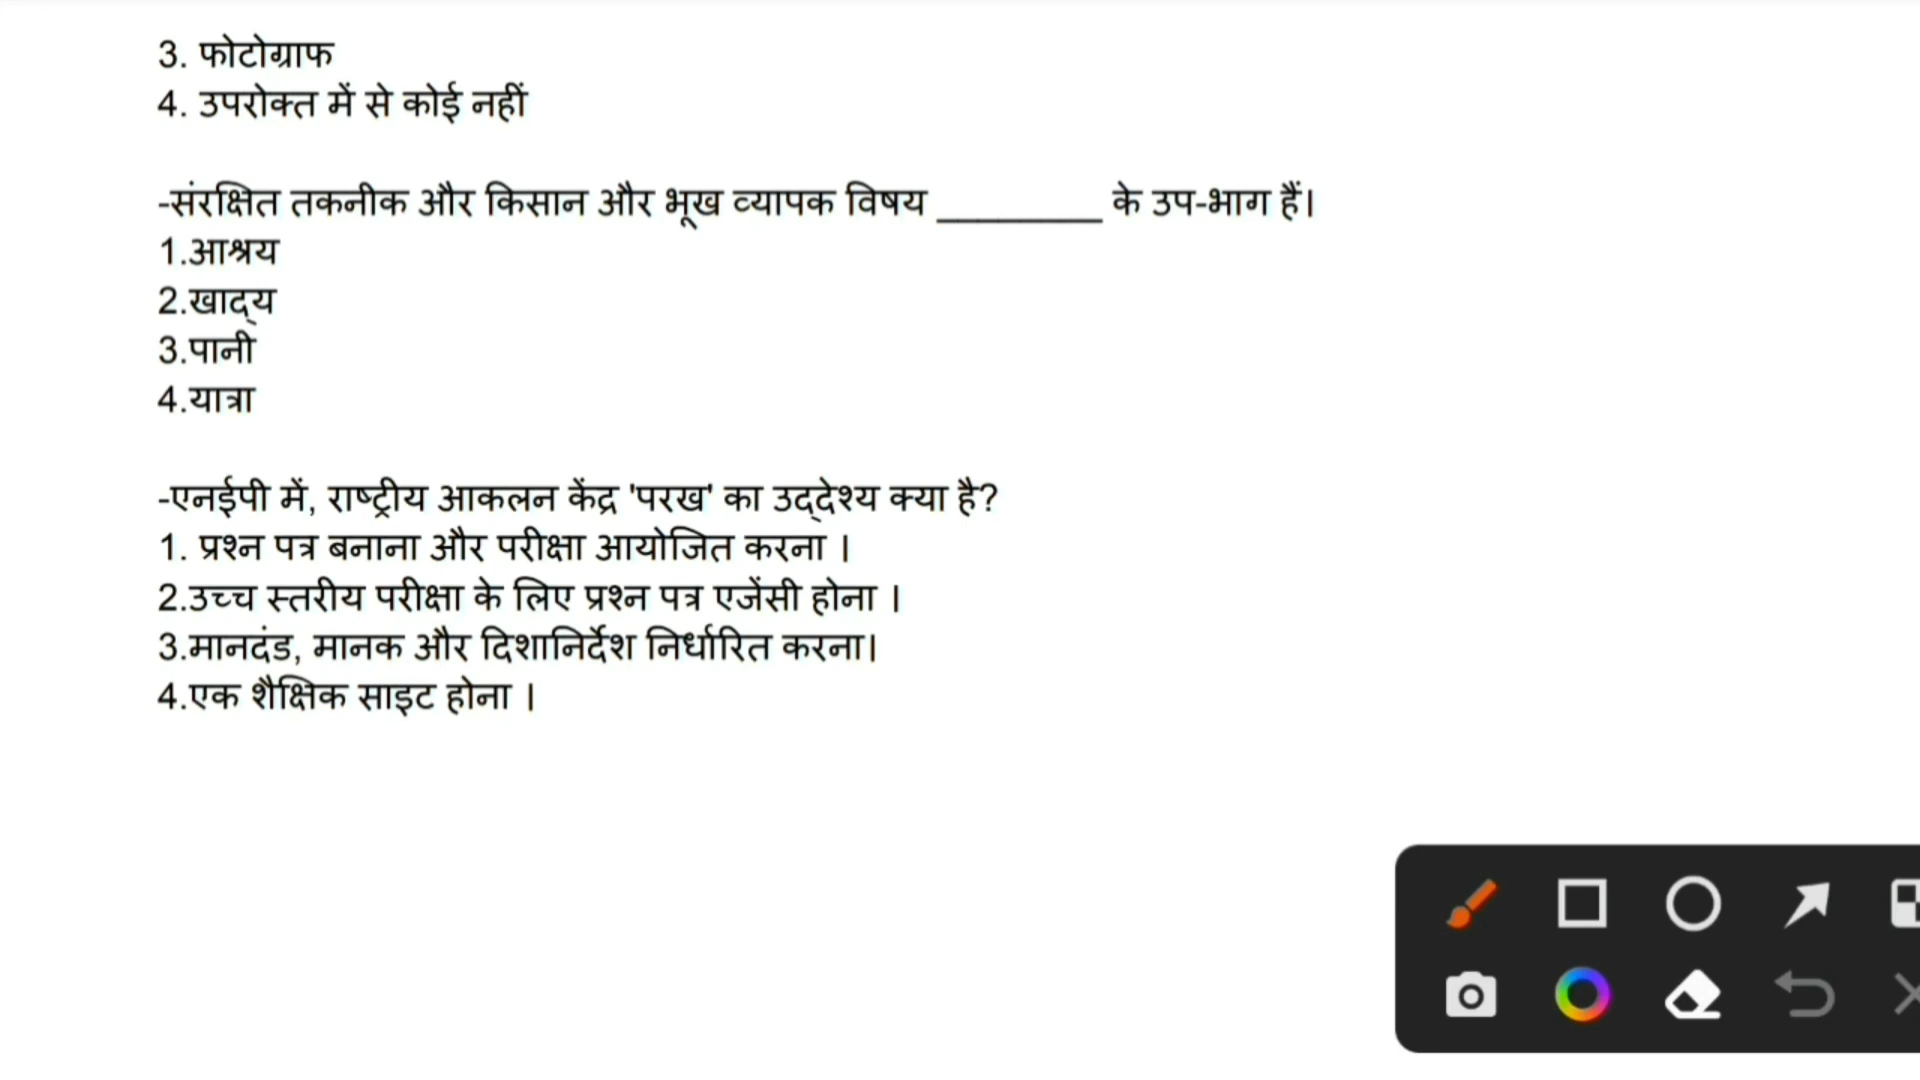 3. फोटोग्राफ
4. उपरोक्त में से कोई नहीं
-संरक्षित तकनीक और किसान और भूख व्यापक विषय _________ के उप-भाग हैं।
1.आश्रय
2.खाद्य
3.पानी
4.यात्रा
-एनईपी में, राष्ट्रीय आकलन केंद्र 'परख' का उद्देश्य क्या है?
1. प्रश्न पत्र बनाना और परीक्षा आयोजित करना ।
2.उच्च स्तरीय परीक्षा के लिए प्रश्न पत्र एजेंसी होना ।
3.मानदंड, मानक और दिशानिर्देश निर्धारित करना।
4.एक शैक्षिक साइट होना ।